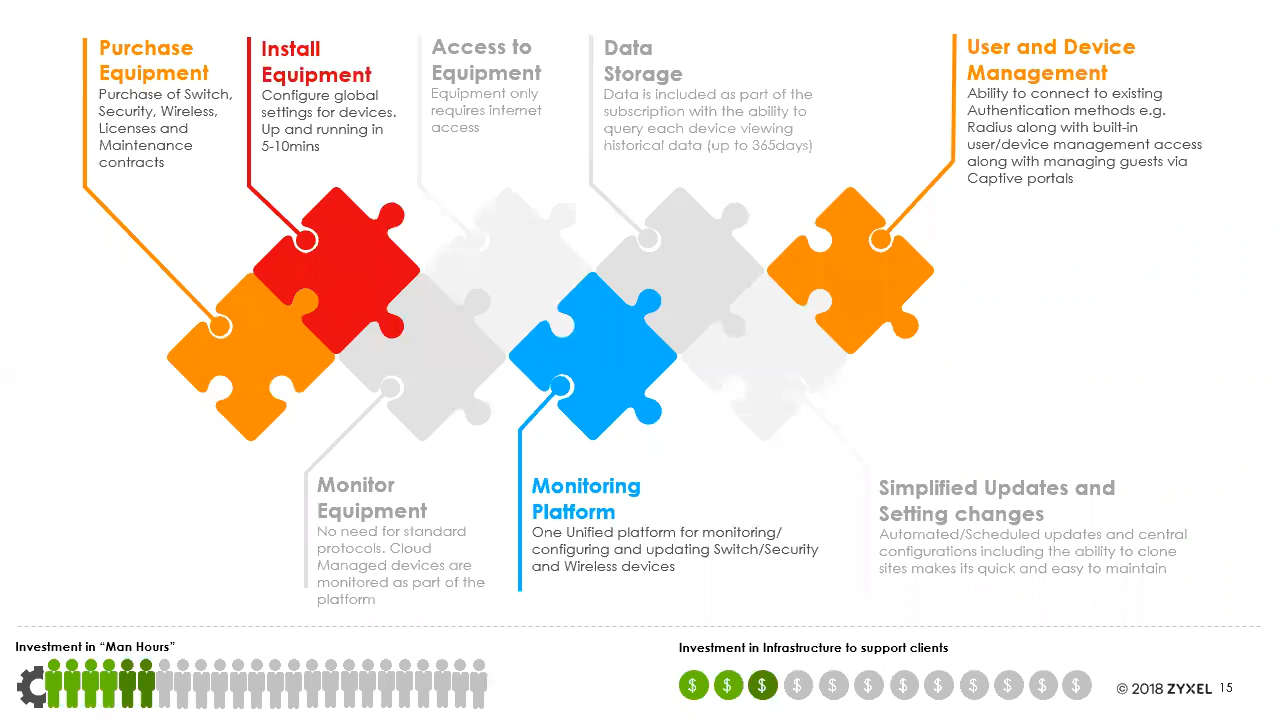 Purchase
Equipment
Purchase of Switch,
Security, Wireless,
Licenses and
Maintenance
contracts
Install
Equipment
Configure global
settings for devices.
Up and running in
5-10mins
Access to
Equipment
Equipment only
requires internet
access
Data
Storage
Data is included as part of the
subscription with the ability to
query each device viewing
historical data (up to 365days)
User and Device
Management
Ability to connect to existing
Authentication methods e.g.
Radius along with built-in
user/device management access
along with managing guests via
Captive portals
Monitor
Equipment
No need for standard
protocols. Cloud
Managed devices are
monitored as part of the
platform
Monitoring
Platform
One Unified platform for monitoring/
configuring and updating Switch/Security
and Wireless devices
Simplified Updates and
Setting changes
Automated/Scheduled updates and central
configurations including the ability to clone
sites makes its quick and easy to maintain
Investment in “Man Hours”
Investment in Infrastructure to support clients
$ $ $ $ $ $ $ $ $ $ $ $
© 2018 ZYXEL 15